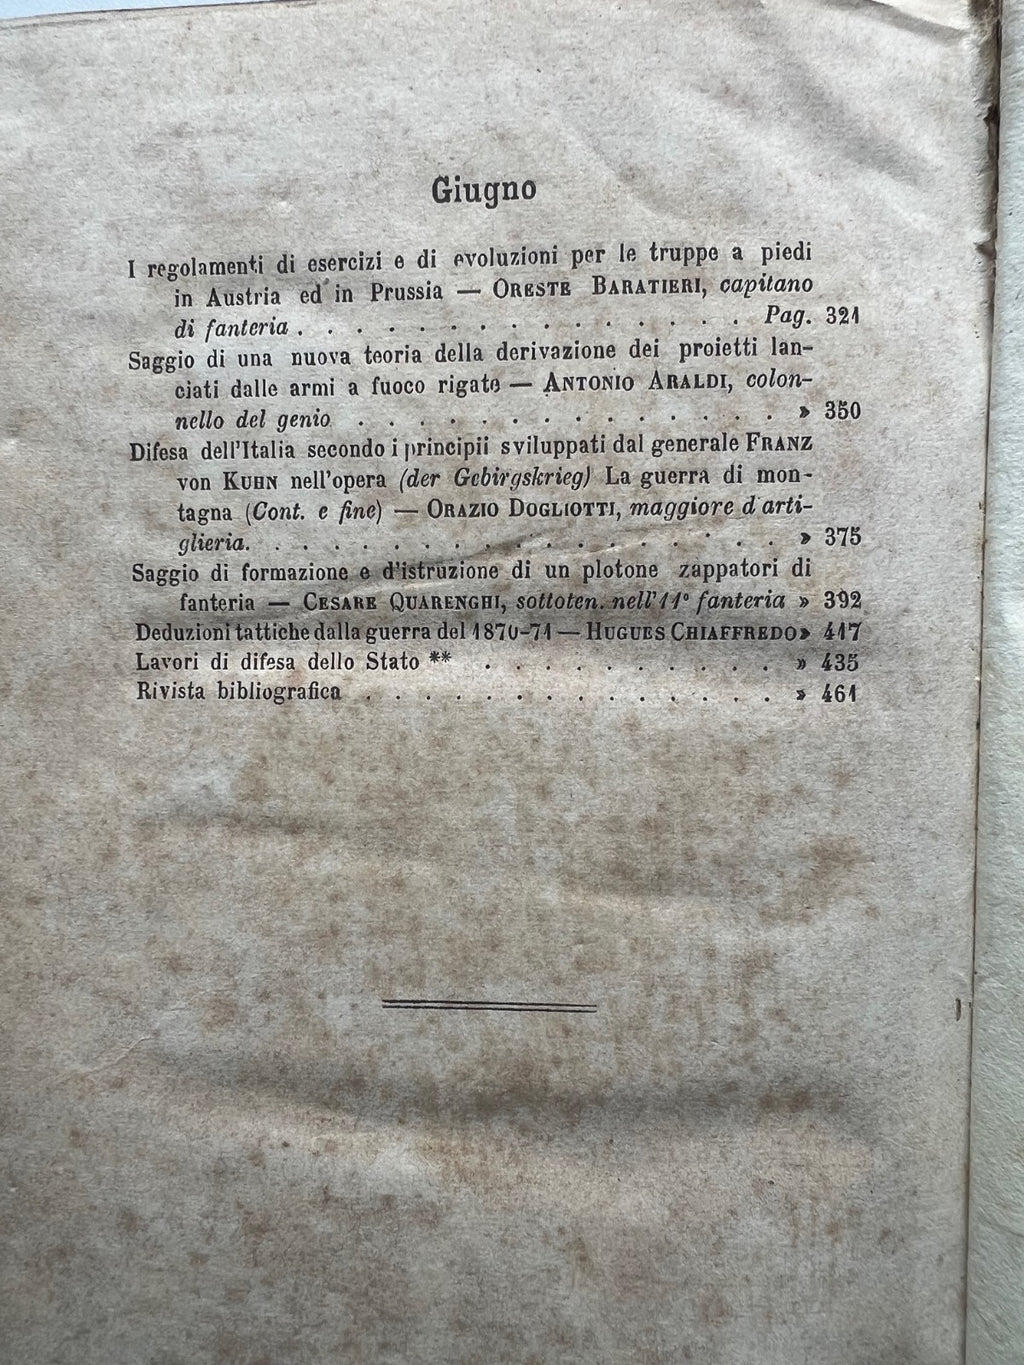 Giugno
I regolamenti di esercizi e di evoluzioni per le truppe a piedi
in Austria ed in Prussia — ORESTE BARATIERI, capitano
di fanteria . . . . . . . . . . . . . . . Pag. 321
Saggio di una nuova teoria della derivazione dei proietti lan-
ciati dalle armi a fuoco rigate — ANTONIO ARALDI, colon-
nello del genio . . . . . . . . . . . . . » 350
Difesa dell'Italia secondo i principii sviluppati dal generale FRANZ
von KUHN nell'opera (der Gebirgskrieg) La guerra di mon-
tagna (Cont. e fine) — ORAZIO DOGLIOTTI, maggiore d'arti-
glieria. . . . . . . . . . . . . . . . . . » 375
Saggio di formazione e d'istruzione di un plotone zappatori di
fanteria — CESARE QUARENGHI, sottoten. nell'11° fanteria » 392
Deduzioni tattiche dalla guerra del 1870-71 — HUGUES CHIAFFREDO » 417
Lavori di difesa dello Stato ** . . . . . . . . . . » 435
Rivista bibliografica . . . . . . . . . . . . . . » 461